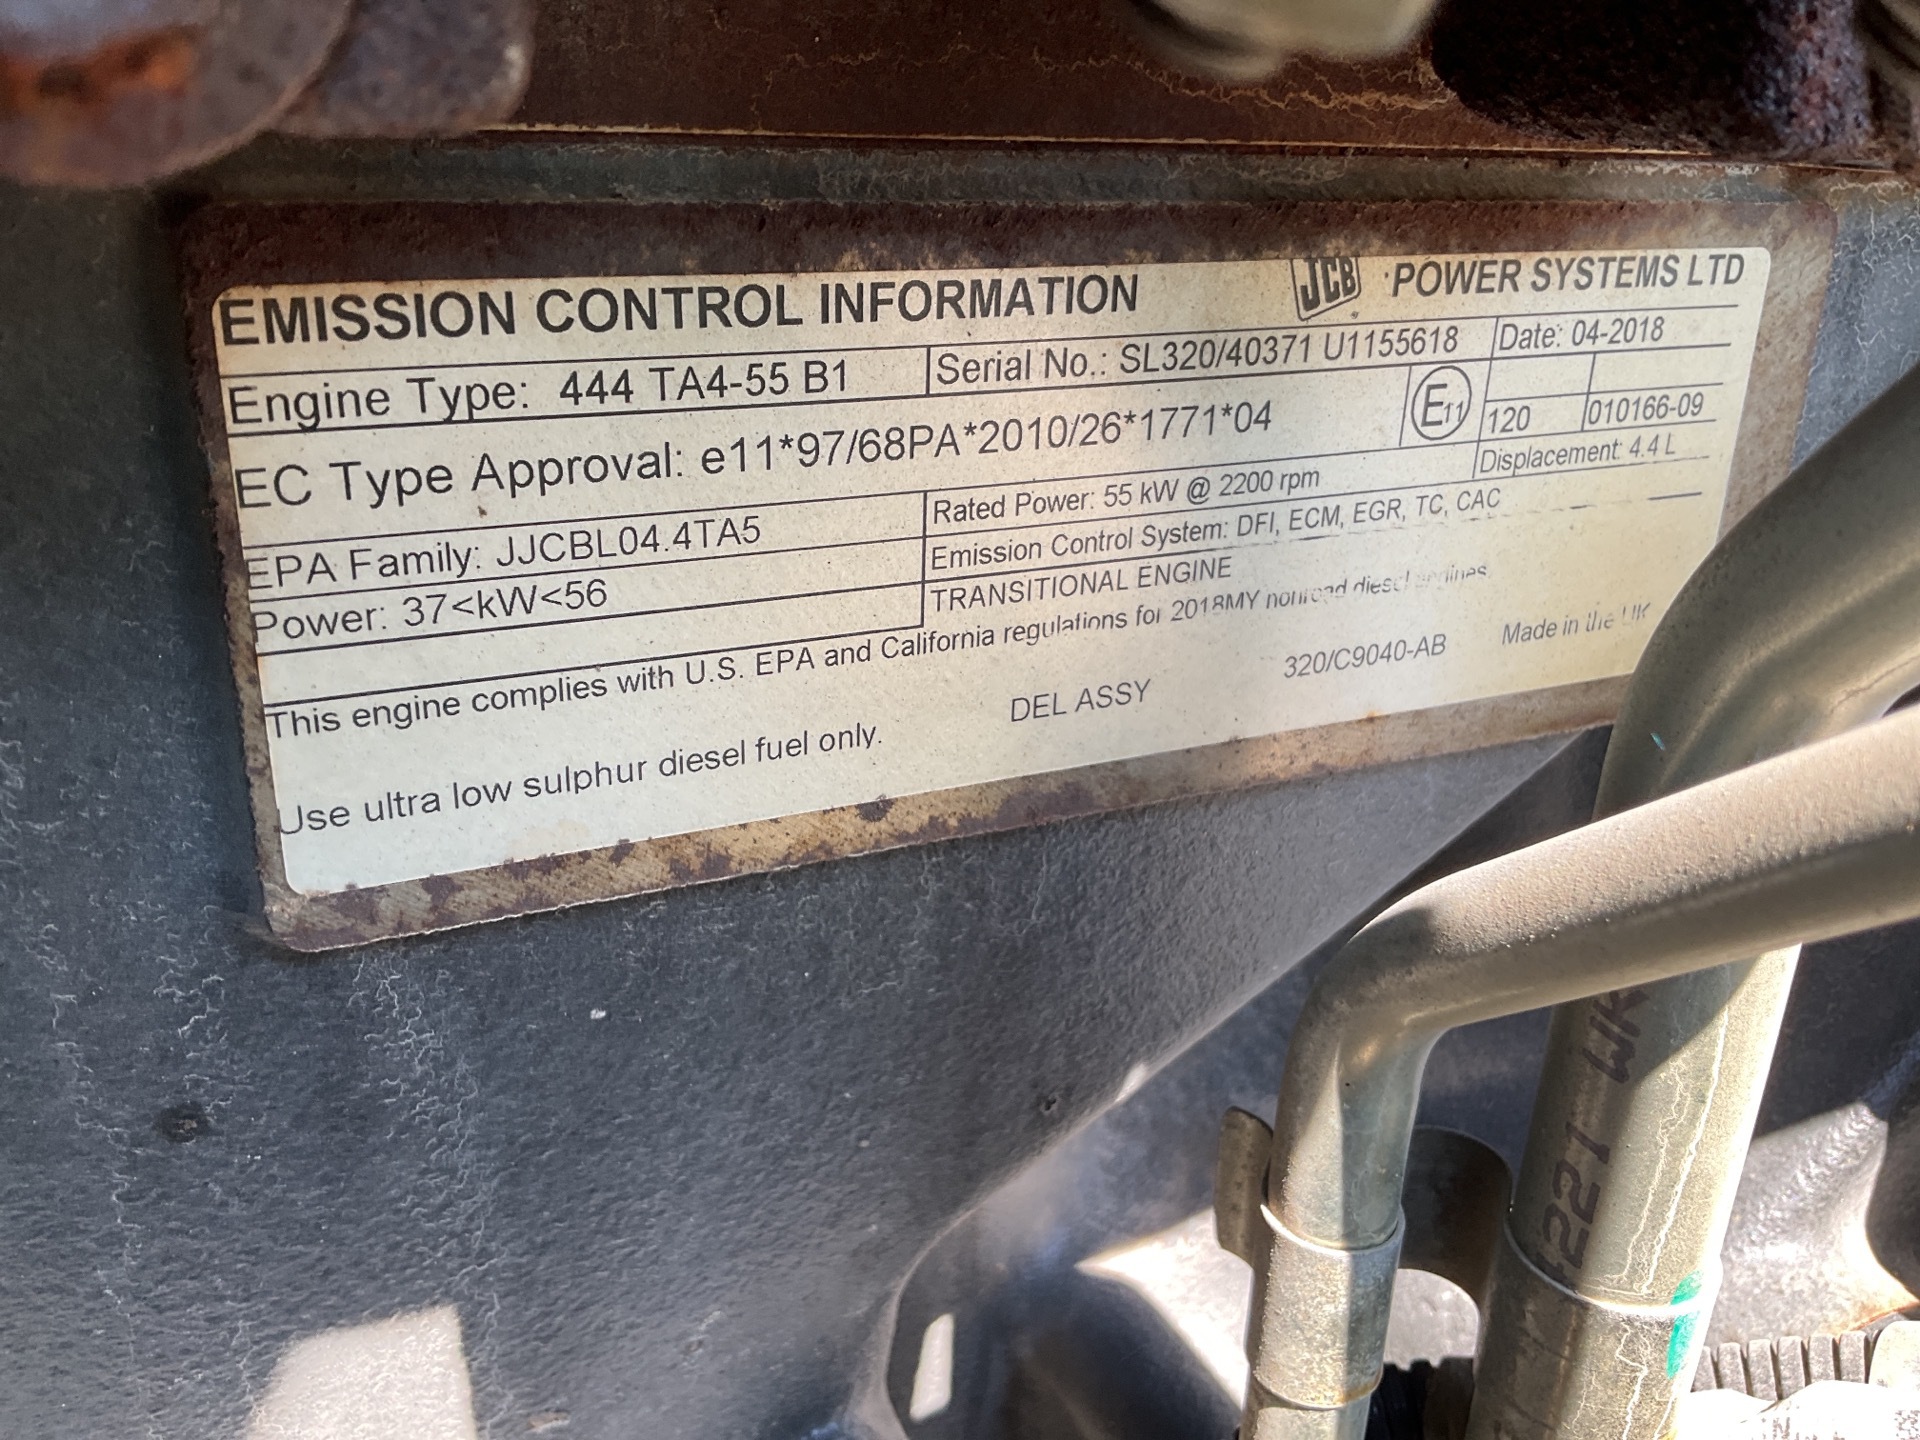 EMISSION CONTROL INFORMATION JCB POWER SYSTEMS LTD
Engine Type: 444 TA4-55 B1 Serial No.: SL320/40371 U1155618 Date: 04-2018
EC Type Approval: e11*97/68PA*2010/26*1771*04 E11 120 010166-09
EPA Family: JJCBL04.4TA5 Rated Power: 55 kW @ 2200 rpm Displacement: 4.4 L
Power: 37<kW<56 Emission Control System: DFI, ECM, EGR, TC, CAC
TRANSITIONAL ENGINE
This engine complies with U.S. EPA and California regulations for 2018MY nonroad diesel engines
Use ultra low sulphur diesel fuel only. DEL ASSY 320/C9040-AB Made in the UK
221 WK